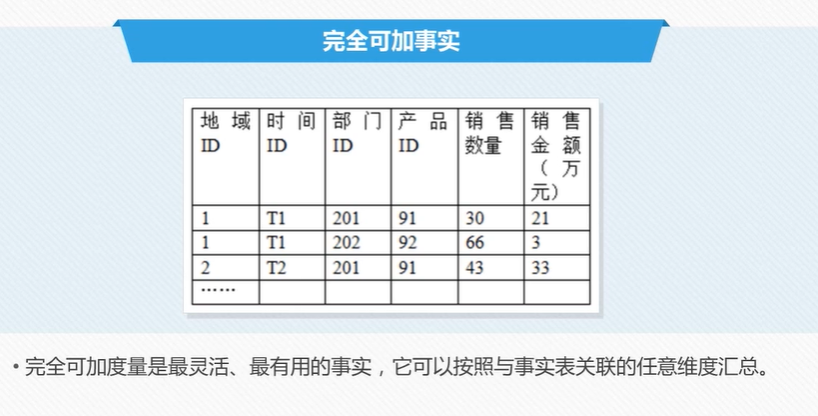 完全可加事实
地域ID 时间ID 部门ID 产品ID 销售数量 销售金额（万元）
1 T1 201 91 30 21
1 T1 202 92 66 3
2 T2 201 91 43 33
……
• 完全可加度量是最灵活、最有用的事实，它可以按照与事实表关联的任意维度汇总。